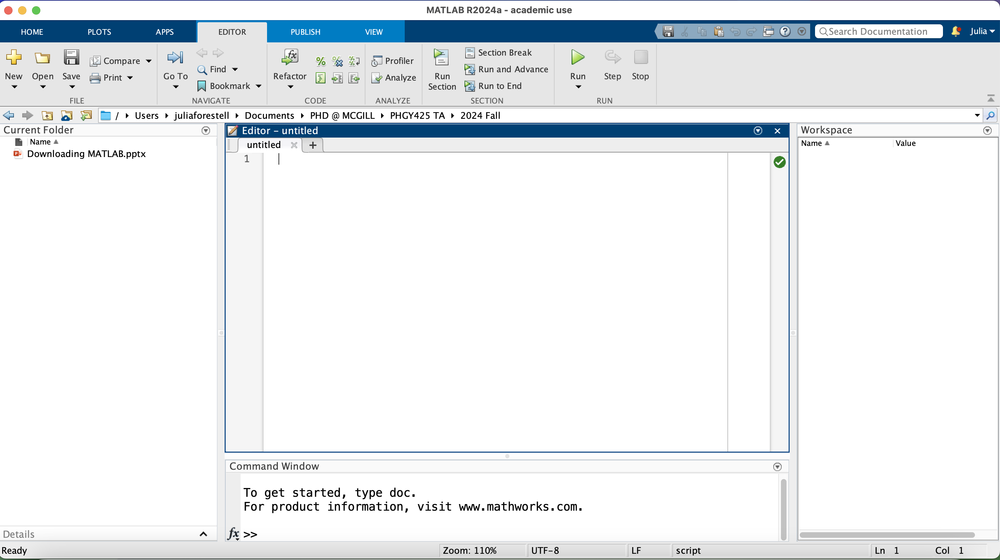 MATLAB R2024a - academic use
HOME PLOTS APPS EDITOR PUBLISH VIEW Search Documentation Julia
New Open Save Compare Print FILE
Go To Find Bookmark NAVIGATE
Refactor CODE
Profiler Analyze ANALYZE
Run Section Section Break Run and Advance Run to End SECTION
Run Step Stop RUN
/ Users juliaforestell Documents PHD @ MCGILL PHGY425 TA 2024 Fall
Current Folder
Name
Downloading MATLAB.pptx
Details
Editor - untitled
untitled +
1
Command Window
To get started, type doc.
For product information, visit www.mathworks.com.
fx >>
Workspace
Name Value
Ready Zoom: 110% UTF-8 LF script Ln 1 Col 1